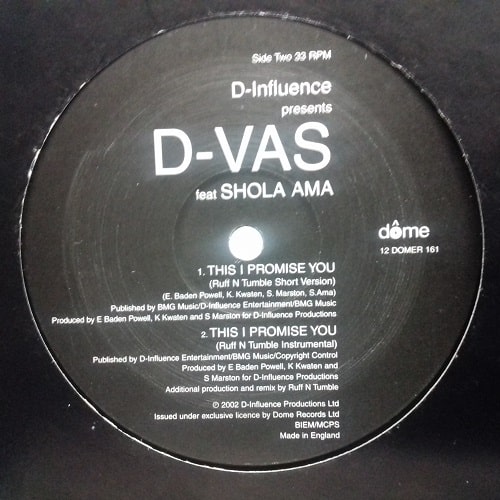 Side Two 33 RPM
D-Influence
presents
D-VAS
feat SHOLA AMA
dôme
12 DOMER 161
1. THIS I PROMISE YOU
(Ruff N Tumble Short Version)
(E. Baden Powell, K. Kwaten, S. Marston, S.Ama)
Published by BMG Music/D-Influence Entertainment/BMG Music
Produced by E Baden Powell, K Kwaten and S Marston for D-Influence Productions
2. THIS I PROMISE YOU
(Ruff N Tumble Instrumental)
Published by D-Influence Entertainment/BMG Music/Copyright Control
Produced by E Baden Powell, K Kwaten and
S Marston for D-Influence Productions
Additional production and remix by Ruff N Tumble
℗ 2002 D-Influence Productions Ltd
Issued under exclusive licence by Dome Records Ltd
BIEM/MCPS
Made in England